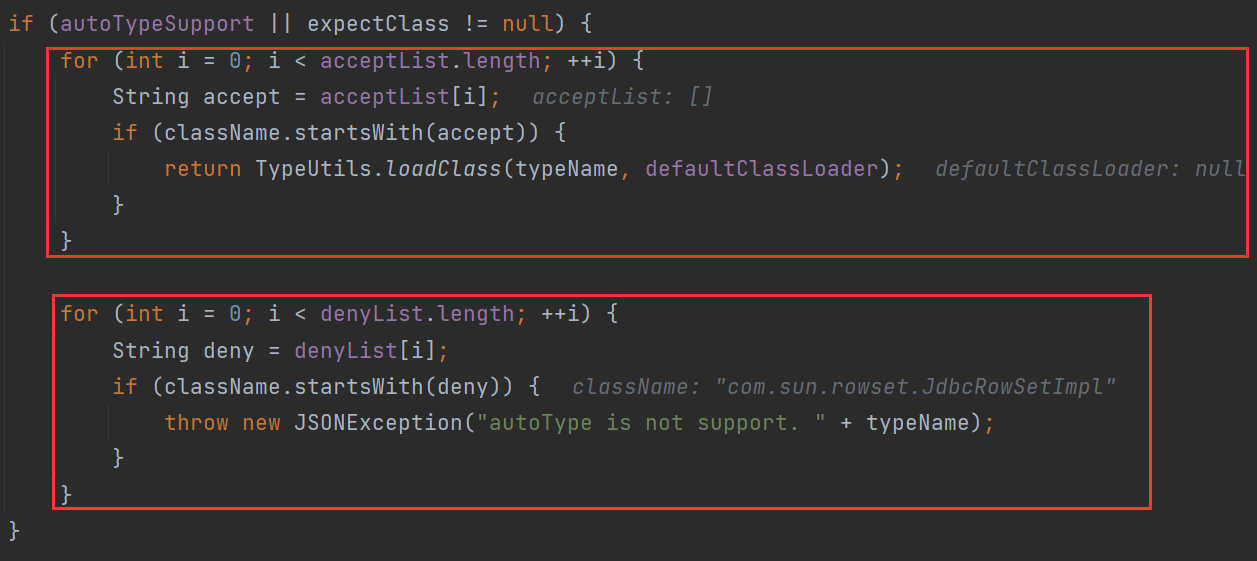 if (autoTypeSupport || expectClass != null) {
for (int i = 0; i < acceptList.length; ++i) {
String accept = acceptList[i]; acceptList: []
if (className.startsWith(accept)) {
return TypeUtils.loadClass(typeName, defaultClassLoader); defaultClassLoader: null
}
}
for (int i = 0; i < denyList.length; ++i) {
String deny = denyList[i];
if (className.startsWith(deny)) { className: "com.sun.rowset.JdbcRowSetImpl"
throw new JSONException("autoType is not support. " + typeName);
}
}
}